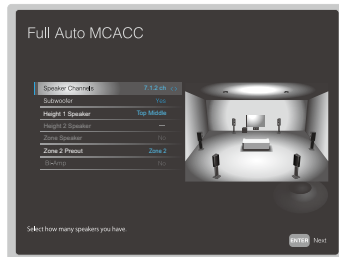 Full Auto MCACC
Speaker Channels 7.1.2 ch <>
Subwoofer Yes
Height 1 Speaker Top Middle
Height 2 Speaker ---
Zone Speaker No
Zone 2 Preout Zone 2
Bi-Amp No
Select how many speakers you have.
ENTER Next